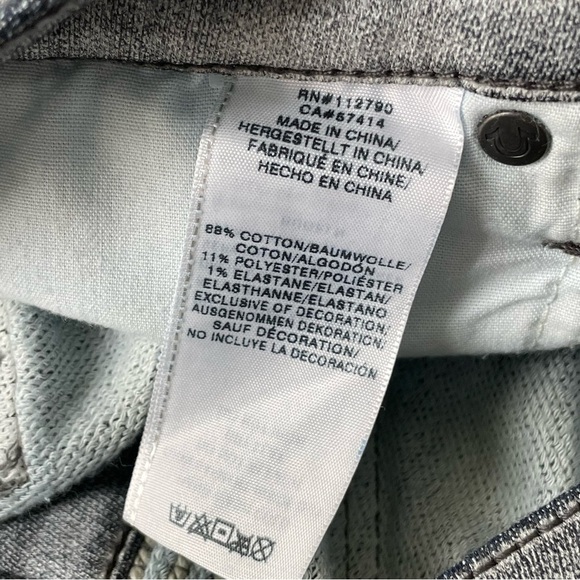 RN#112790
CA#57414
MADE IN CHINA/
HERGESTELLT IN CHINA/
FABRIQUÉ EN CHINE/
HECHO EN CHINA
88% COTTON/BAUMWOLLE/
COTON/ALGODÓN
11% POLYESTER/POLIÉSTER
1% ELASTANE/ELASTAN/
ELASTHANNE/ELASTANO
EXCLUSIVE OF DECORATION/
AUSGENOMMEN DEKORATION/
SAUF DÉCORATION/
NO INCLUYE LA DECORACIÓN